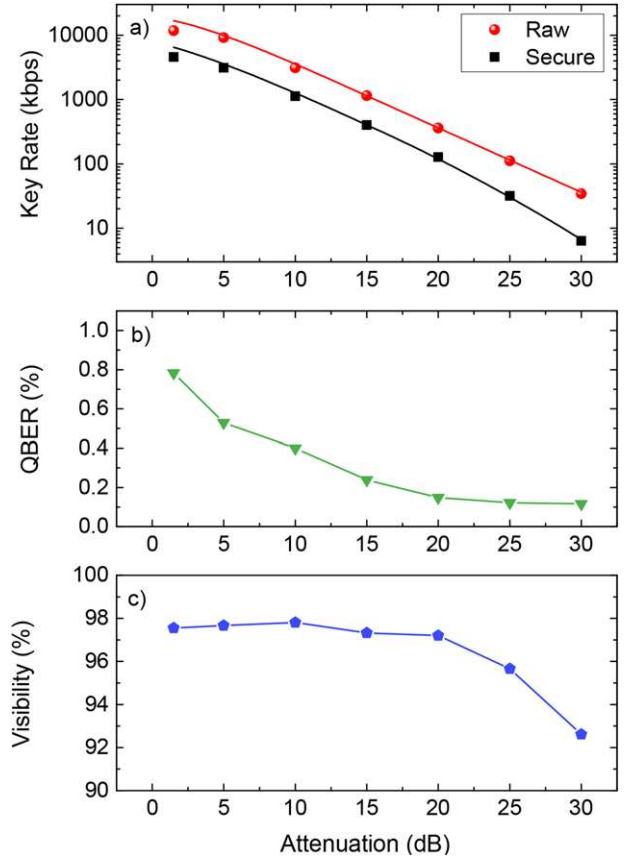 a)
Raw
Secure
10000
1000
100
10
Key Rate (kbps)
0 5 10 15 20 25 30
b)
1.0
0.8
0.6
0.4
0.2
0.0
QBER (%)
0 5 10 15 20 25 30
c)
100
98
96
94
92
90
Visibility (%)
0 5 10 15 20 25 30
Attenuation (dB)